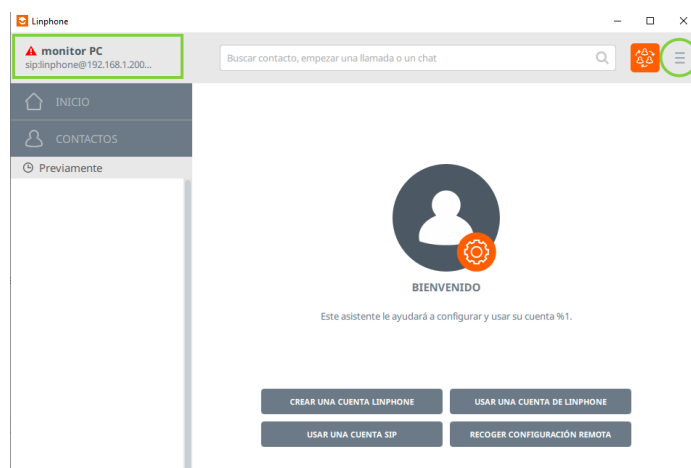 Linphone
monitor PC
sip:linphone@192.168.1.200...
Buscar contacto, empezar una llamada o un chat
INICIO
CONTACTOS
Previamente
BIENVENIDO
Este asistente le ayudará a configurar y usar su cuenta %1.
CREAR UNA CUENTA LINPHONE
USAR UNA CUENTA DE LINPHONE
USAR UNA CUENTA SIP
RECOGER CONFIGURACIÓN REMOTA